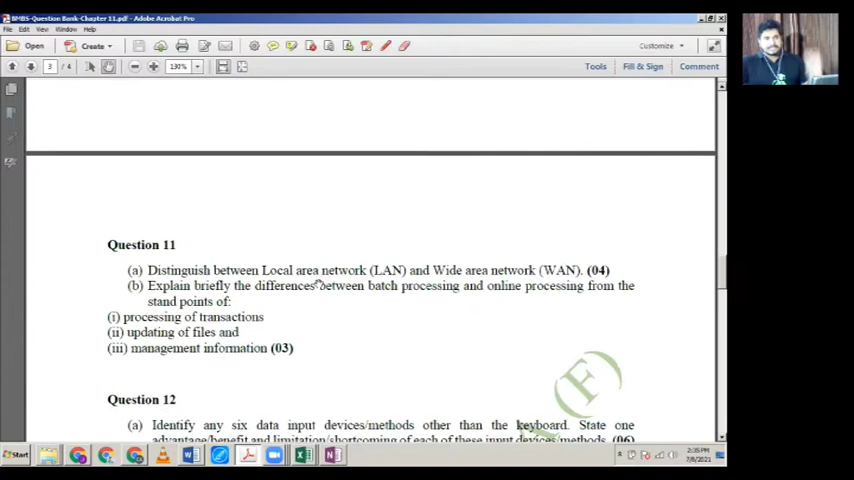 BMBS-Question Bank-Chapter 11.pdf - Adobe Acrobat Pro
File Edit View Window Help
Open Create Customize
3 / 4 130% Tools Fill & Sign Comment
Question 11
(a) Distinguish between Local area network (LAN) and Wide area network (WAN). (04)
(b) Explain briefly the differences between batch processing and online processing from the
stand points of:
(i) processing of transactions
(ii) updating of files and
(iii) management information (03)
(F)
Question 12
(a) Identify any six data input devices/methods other than the keyboard. State one
advantage/benefit and limitation/shortcoming of each of these input devices/methods. (06)
Start
2:35 PM
7/8/2021